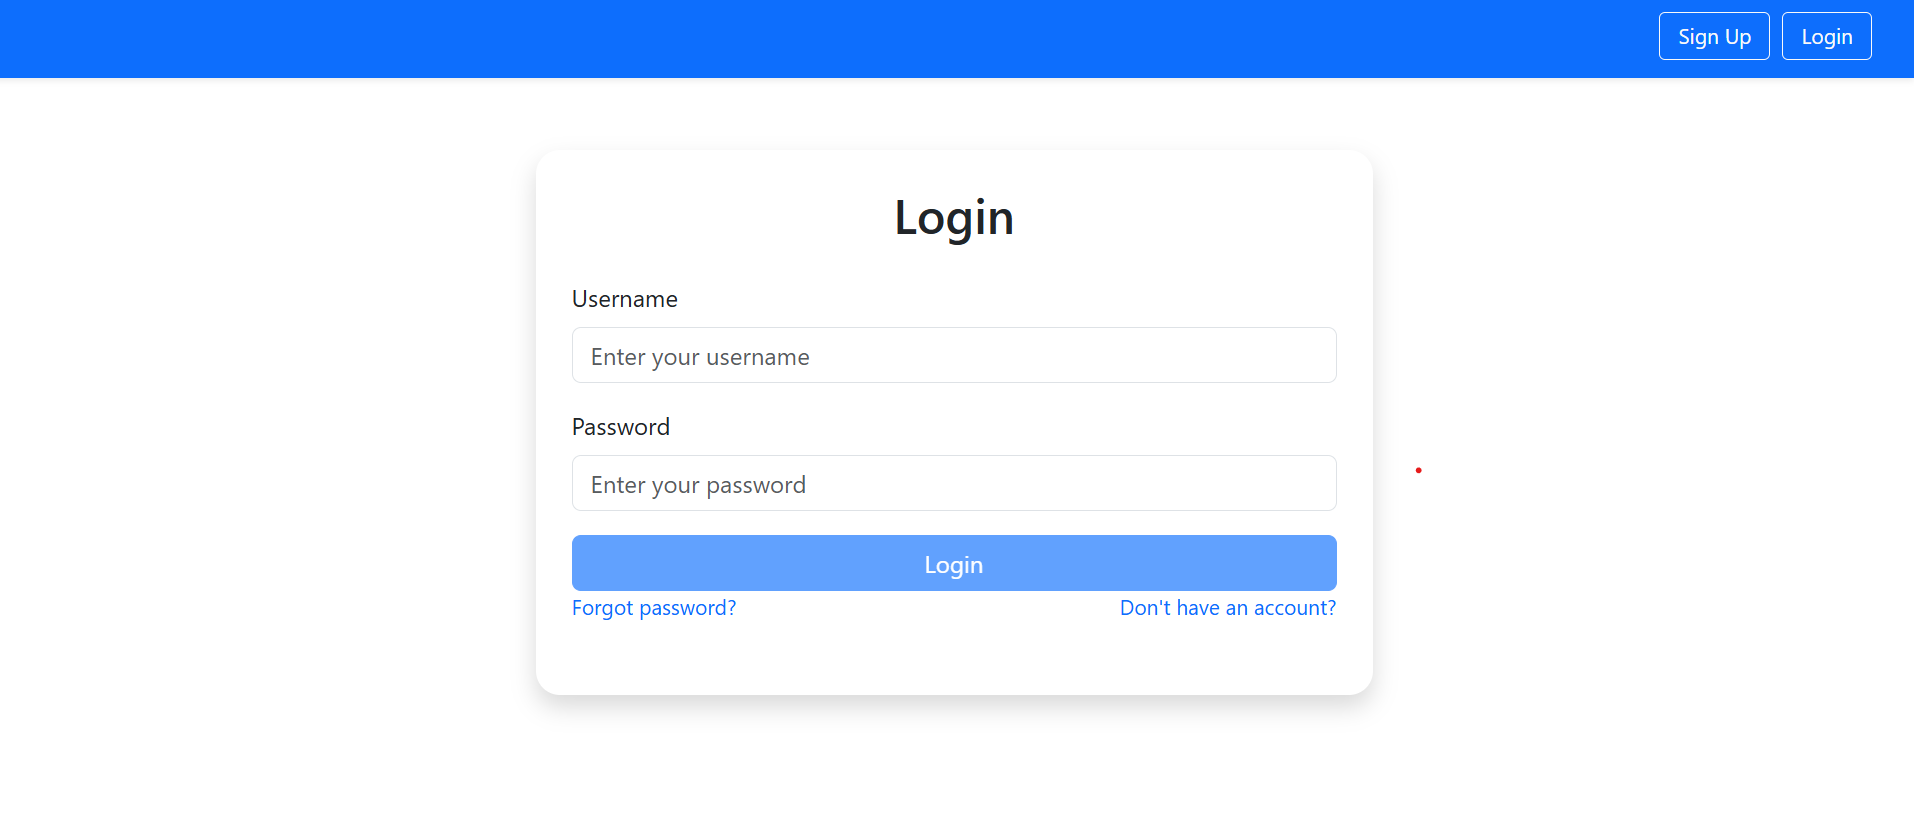 Sign Up Login
Login
Username
Enter your username
Password
Enter your password
Login
Forgot password? Don't have an account?